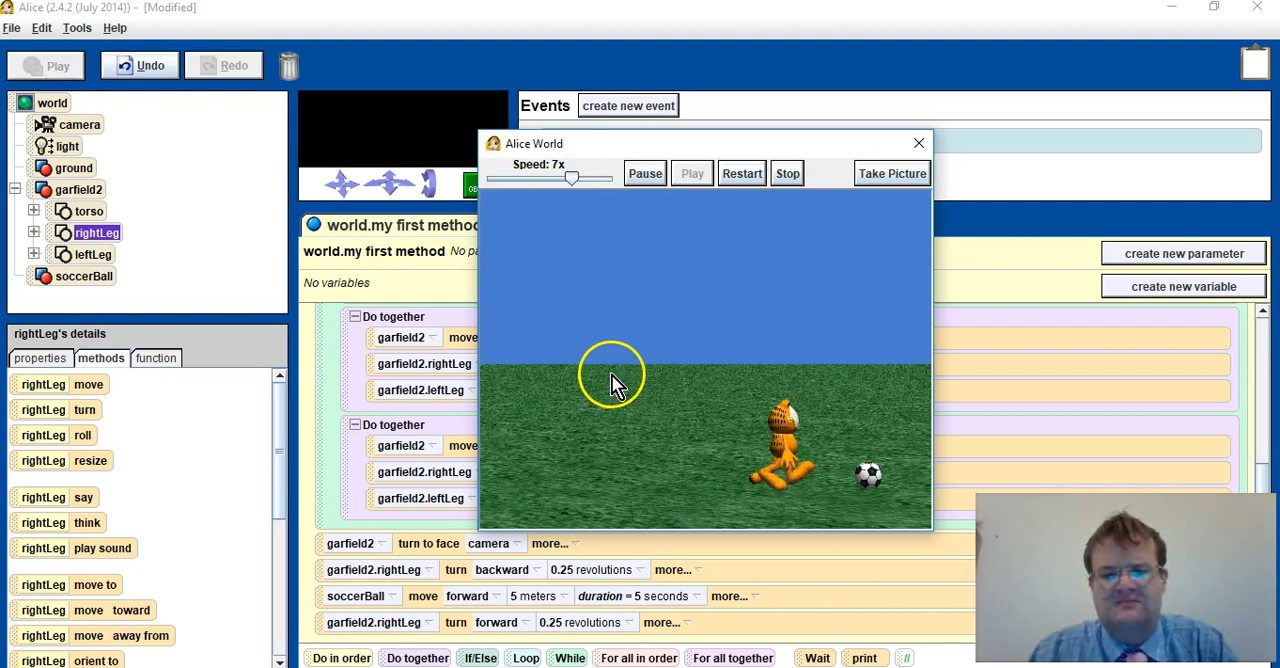 Alice (2.4.2 (July 2014)) - [Modified]
File Edit Tools Help
Play Undo Redo
world
camera
light
ground
garfield2
torso
rightLeg
leftLeg
soccerBall
Events create new event
Alice World
Speed: 7x Pause Play Restart Stop Take Picture
world.my first method
world.my first method No pa
create new parameter
No variables
create new variable
rightLeg's details
properties methods function
rightLeg move
rightLeg turn
rightLeg roll
rightLeg resize
rightLeg say
rightLeg think
rightLeg play sound
rightLeg move to
rightLeg move toward
rightLeg move away from
rightLeg orient to
Do together
garfield2 move
garfield2.rightLeg
garfield2.leftLeg
Do together
garfield2 move
garfield2.rightLeg
garfield2.leftLeg
garfield2 turn to face camera more...
garfield2.rightLeg turn backward 0.25 revolutions more...
soccerBall move forward 5 meters duration = 5 seconds more...
garfield2.rightLeg turn forward 0.25 revolutions more...
Do in order Do together If/Else Loop While For all in order For all together Wait print //